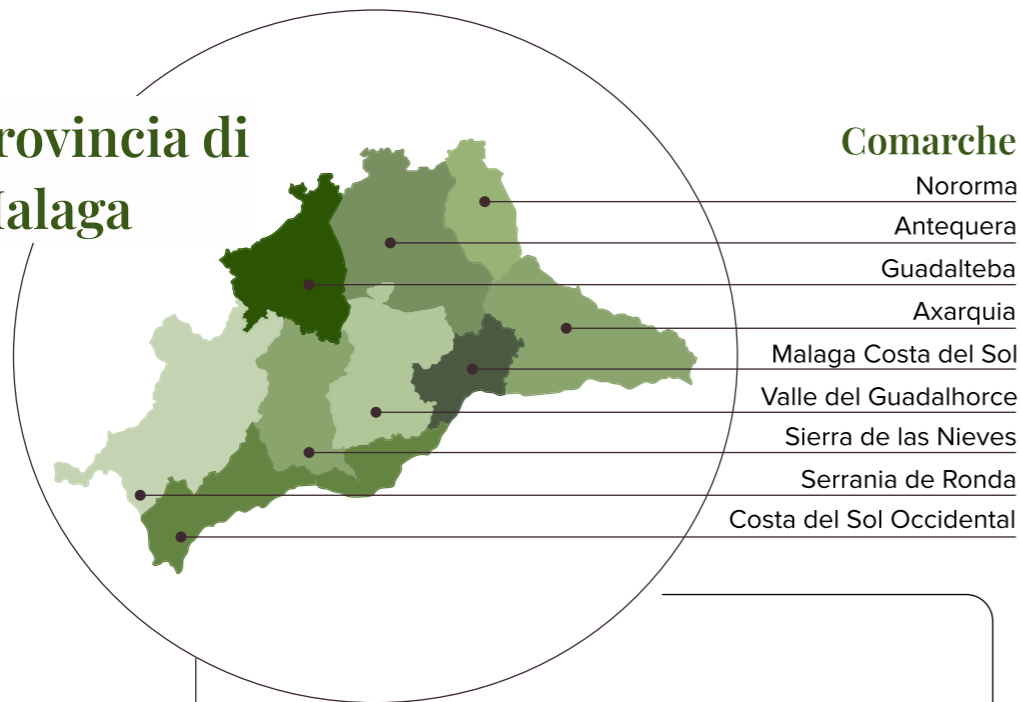 rovincia di
alaga
Comarche
Nororma
Antequera
Guadalteba
Axarquia
Malaga Costa del Sol
Valle del Guadalhorce
Sierra de las Nieves
Serrania de Ronda
Costa del Sol Occidental